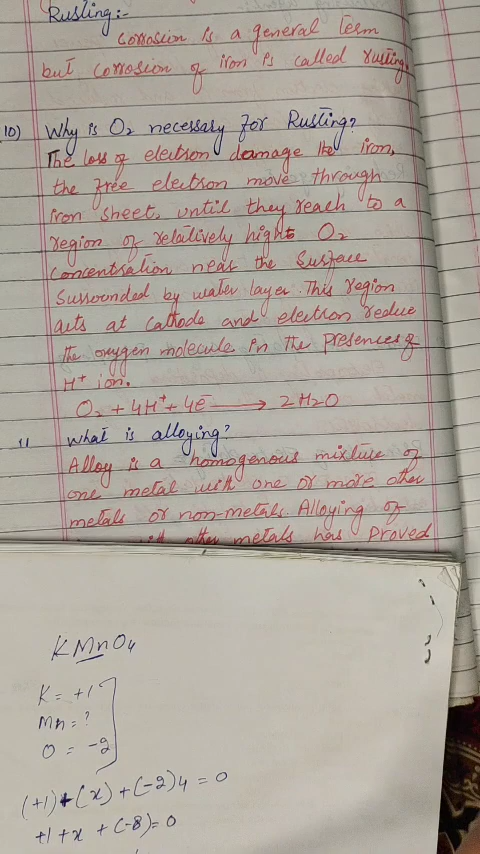 Rusting:-
Corrosion is a general term
but corrosion of iron is called rusting.
10) Why is O2 necessary for Rusting?
The loss of electron damage the iron,
the free electron move through
iron sheet, until they reach to a
region of relatively high O2
concentration near the surface
surrounded by water layer. This region
acts at cathode and electron reduce
the oxygen molecule in the presences of
H+ ion.
O2 + 4H+ + 4e- → 2H2O
11 What is alloying?
Alloy is a homogenous mixture of
one metal with one or more other
metals or non-metals. Alloying of
other metals has proved
KMnO4
K = +1
Mn = ?
O = -2
(+1) + (x) + (-2)4 = 0
+1 + x + (-8) = 0